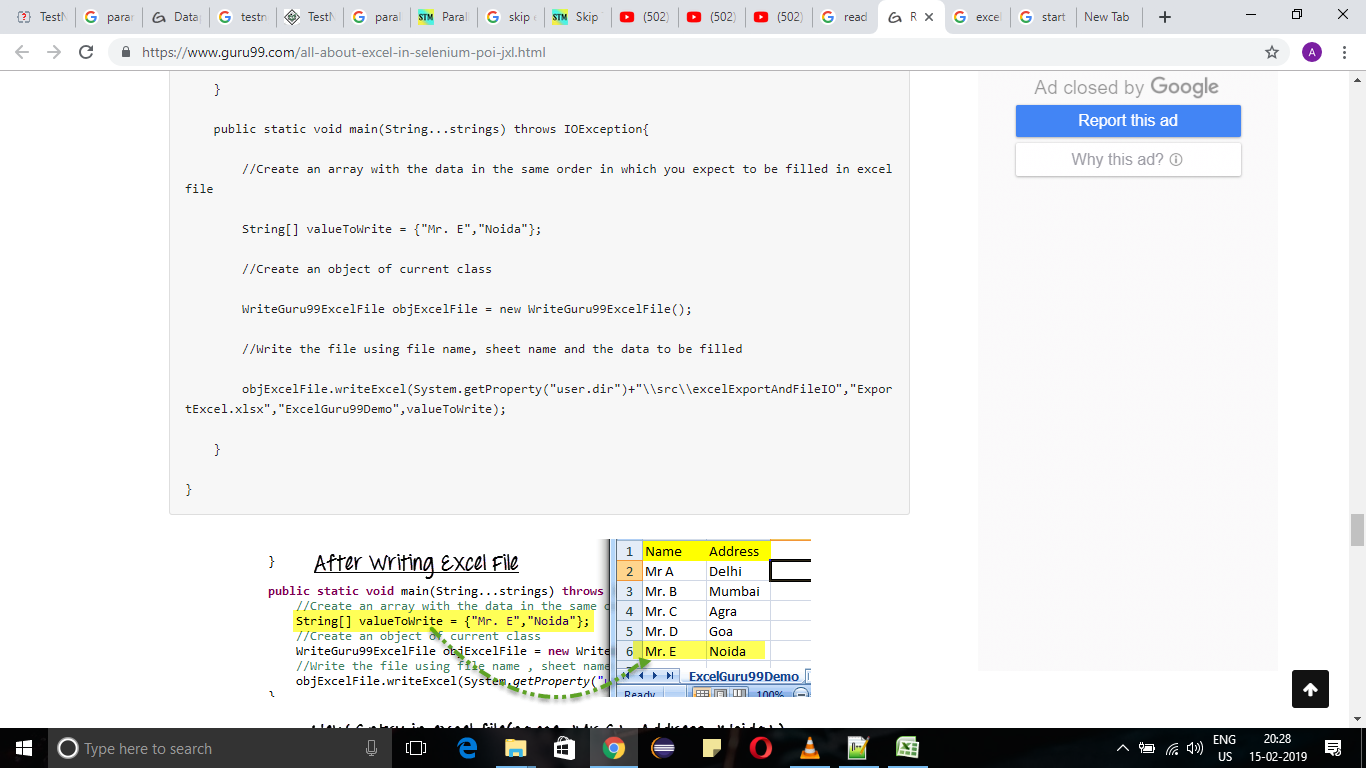 TestN
paran
Datap
testn
TestN
paral
STM Parall
skip
STM Skip
(502)
(502)
(502)
read
R
excel
start
New Tab
https://www.guru99.com/all-about-excel-in-selenium-poi-jxl.html
A
}
public static void main(String...strings) throws IOException{
//Create an array with the data in the same order in which you expect to be filled in excel
file
String[] valueToWrite = {"Mr. E","Noida"};
//Create an object of current class
WriteGuru99ExcelFile objExcelFile = new WriteGuru99ExcelFile();
//Write the file using file name, sheet name and the data to be filled
objExcelFile.writeExcel(System.getProperty("user.dir")+"\\src\\excelExportAndFileIO","Expor
tExcel.xlsx","ExcelGuru99Demo",valueToWrite);
}
}
Ad closed by Google
Report this ad
Why this ad?
} After Writing Excel File
public static void main(String...strings) throws
//Create an array with the data in the same
String[] valueToWrite = {"Mr. E","Noida"};
//Create an object of current class
WriteGuru99ExcelFile objExcelFile = new Write
//Write the file using file name , sheet name
objExcelFile.writeExcel(System.getProperty("
}
1 Name Address
2 Mr A Delhi
3 Mr. B Mumbai
4 Mr. C Agra
5 Mr. D Goa
6 Mr. E Noida
ExcelGuru99Demo
Ready 100%
Type here to search
ENG
US
20:28
15-02-2019